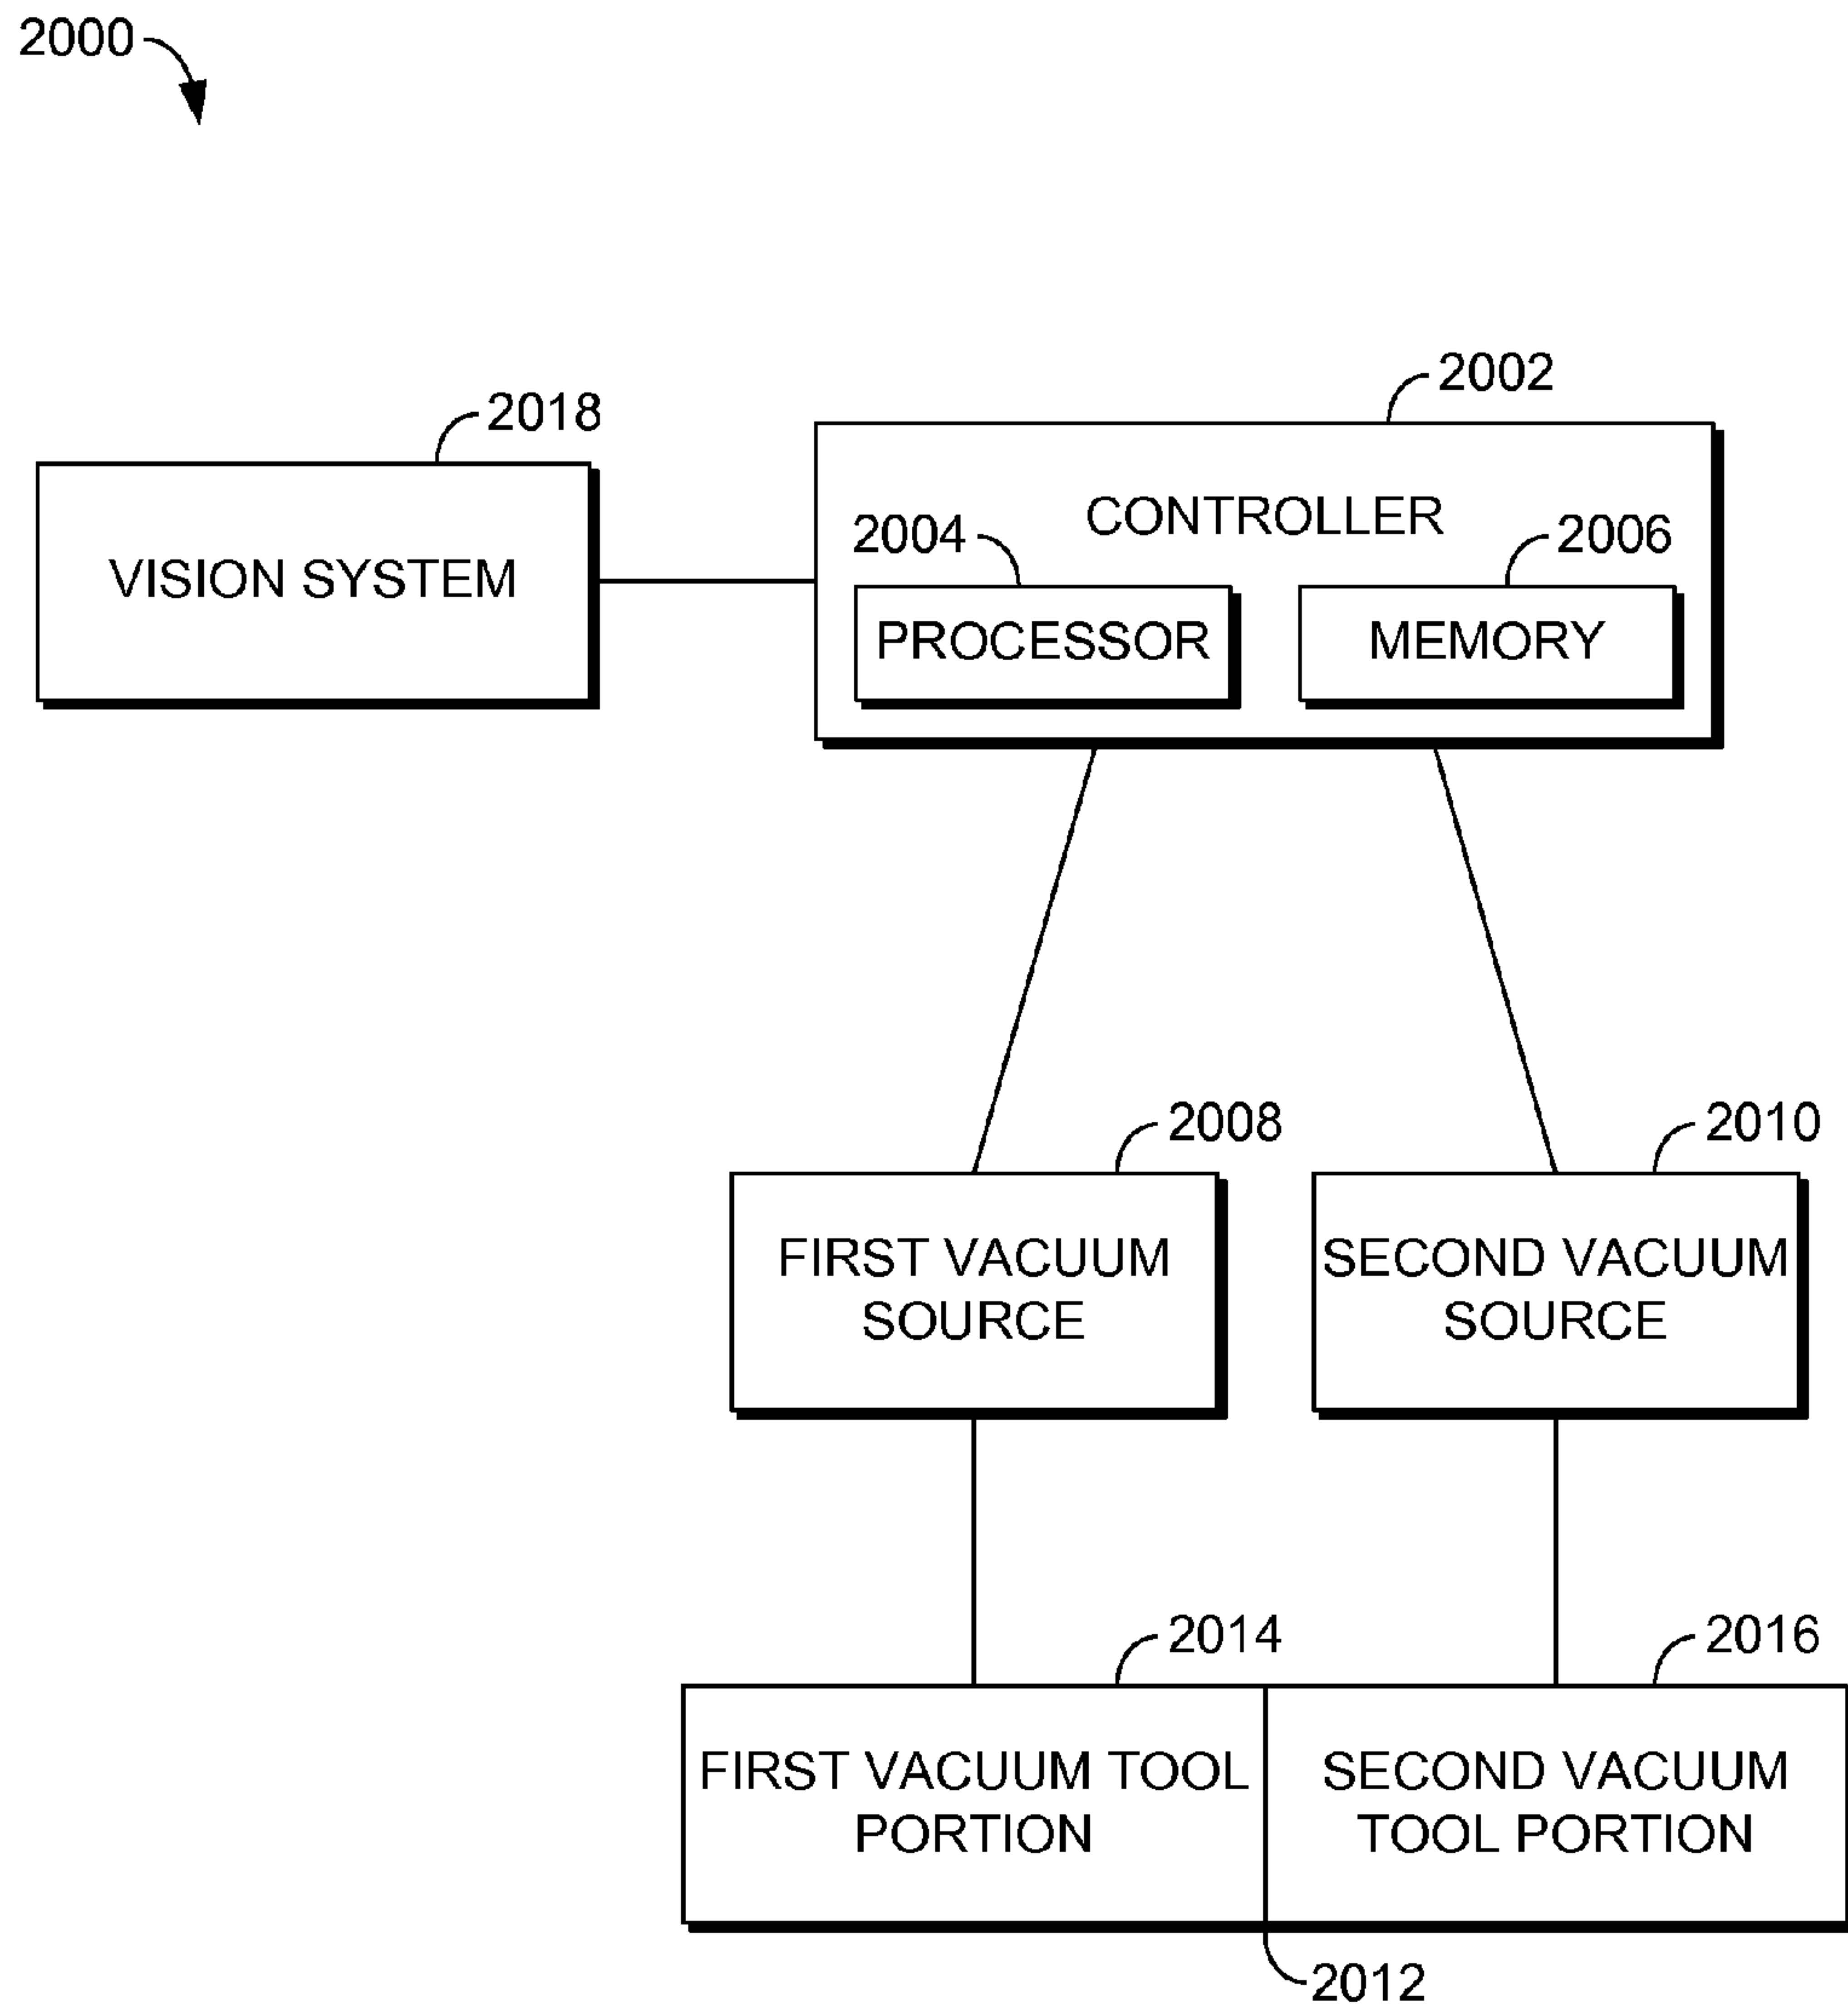 2000
2002
2018
CONTROLLER
2004
2006
VISION SYSTEM
PROCESSOR
MEMORY
2008
2010
FIRST VACUUM
SOURCE
SECOND VACUUM
SOURCE
2014
2016
FIRST VACUUM TOOL
PORTION
SECOND VACUUM
TOOL PORTION
2012